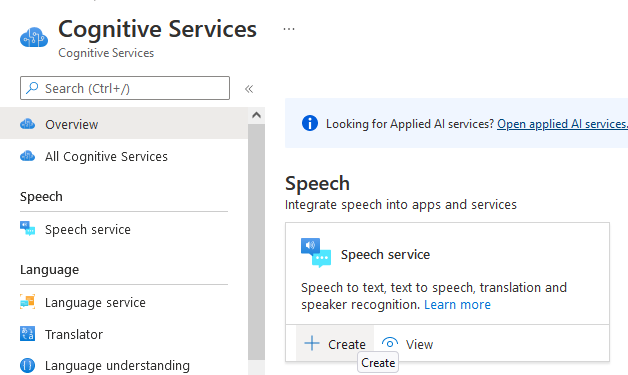 Cognitive Services
...
Cognitive Services
Search (Ctrl+/)
«
Overview
All Cognitive Services
Speech
Speech service
Language
Language service
Translator
Language understanding
Looking for Applied AI services? Open applied AI services.
Speech
Integrate speech into apps and services
Speech service
Speech to text, text to speech, translation and
speaker recognition. Learn more
+ Create View
Create